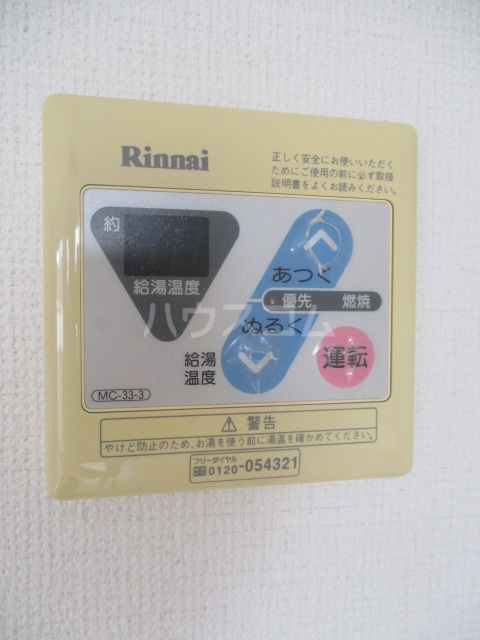 Rinnai
正しく安全にお使いいただく
ためにご使用の前に必ず取扱
説明書をよくお読みください。
約
給湯温度
あつく
優先 燃焼
ぬるく
給湯
温度
運転
MC-33-3
ハウスコム
警告
やけど防止のため、お湯を使う前に湯温を確かめてください。
フリーダイヤル
0120-054321